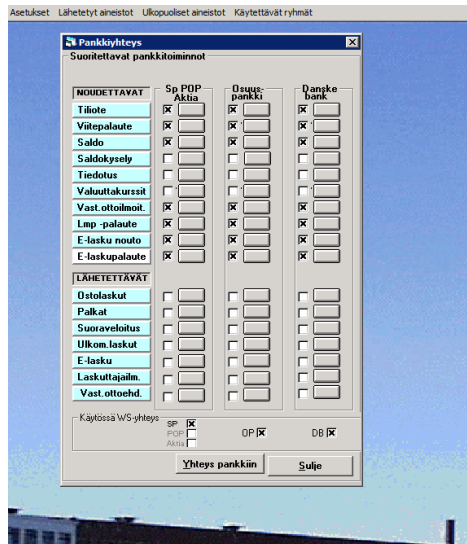 Asetukset Lähetetyt aineistot Ulkopuoliset aineistot Käytettävät ryhmät
Pankkiyhteys
Suoritettavat pankkitoiminnot
NOUDETTAVAT
Sp POP Aktia
Osuus-pankki
Danske bank
Tiliote
Viitepalaute
Saldo
Saldokysely
Tiedotus
Valuuttakurssit
Vast.ottoilmoit.
Lmp -palaute
E-lasku nouto
E-laskupalaute
LÄHETETTÄVÄT
Ostolaskut
Palkat
Suoraveloitus
Ulkom.laskut
E-lasku
Laskuttajailm.
Vast.ottoehd.
Käytössä WS-yhteys
SP
POP
Aktia
OP
DB
Yhteys pankkiin
Sulje